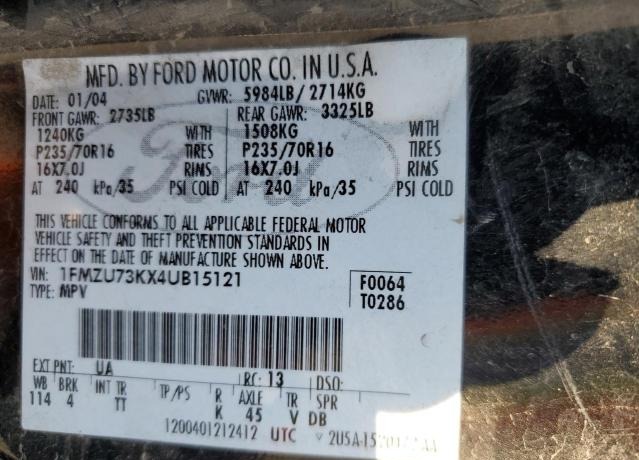 MFD. BY FORD MOTOR CO. IN U.S.A.
DATE: 01/04 GVWR: 5984LB/ 2714KG
FRONT GAWR: 2735LB REAR GAWR: 3325LB
1240KG WITH 1508KG WITH
P235/70R16 TIRES P235/70R16 TIRES
16X7.0J RIMS 16X7.0J RIMS
AT 240 kPa/35 PSI COLD AT 240 kPa/35 PSI COLD
Ford
THIS VEHICLE CONFORMS TO ALL APPLICABLE FEDERAL MOTOR
VEHICLE SAFETY AND THEFT PREVENTION STANDARDS IN
EFFECT ON THE DATE OF MANUFACTURE SHOWN ABOVE.
VIN: 1FMZU73KX4UB15121 F0064
TYPE: MPV T0286
EXT PNT: UA RC: 13 DSO:
WB BRK INT TR TP/PS R AXLE TR SPR
114 4 TT K 45 V DB
1200401212412 UTC